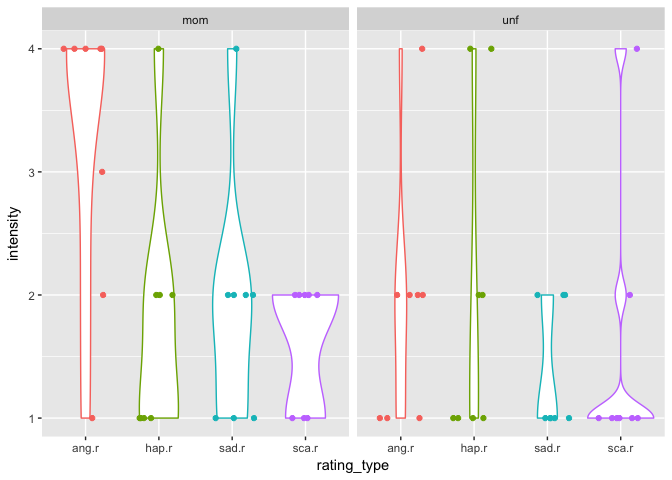 mom unf
intensity
4
3
2
1
ang.r hap.r sad.r sca.r ang.r hap.r sad.r sca.r
rating_type